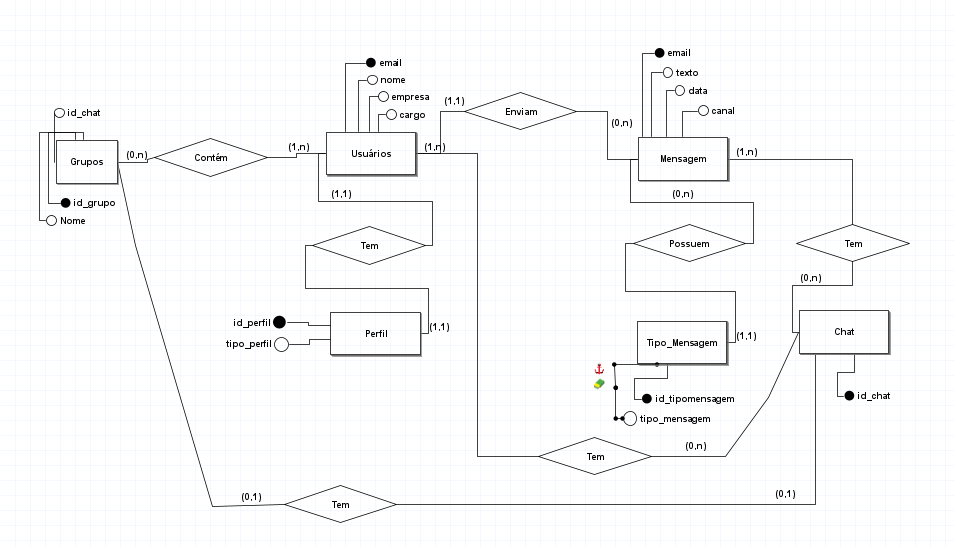 email
nome
empresa
cargo
email
texto
data
canal
id_chat
(1,1)
Enviam
(0,n)
Grupos
(0,n)
Contém
(1,n)
Usuários
(1,n)
Mensagem
(1,n)
id_grupo
Nome
(1,1)
(0,n)
Tem
Possuem
Tem
(0,n)
id_perfil
tipo_perfil
Perfil
(1,1)
Tipo_Mensagem
(1,1)
Chat
id_tipomensagem
tipo_mensagem
id_chat
Tem
(0,n)
(0,1)
Tem
(0,1)